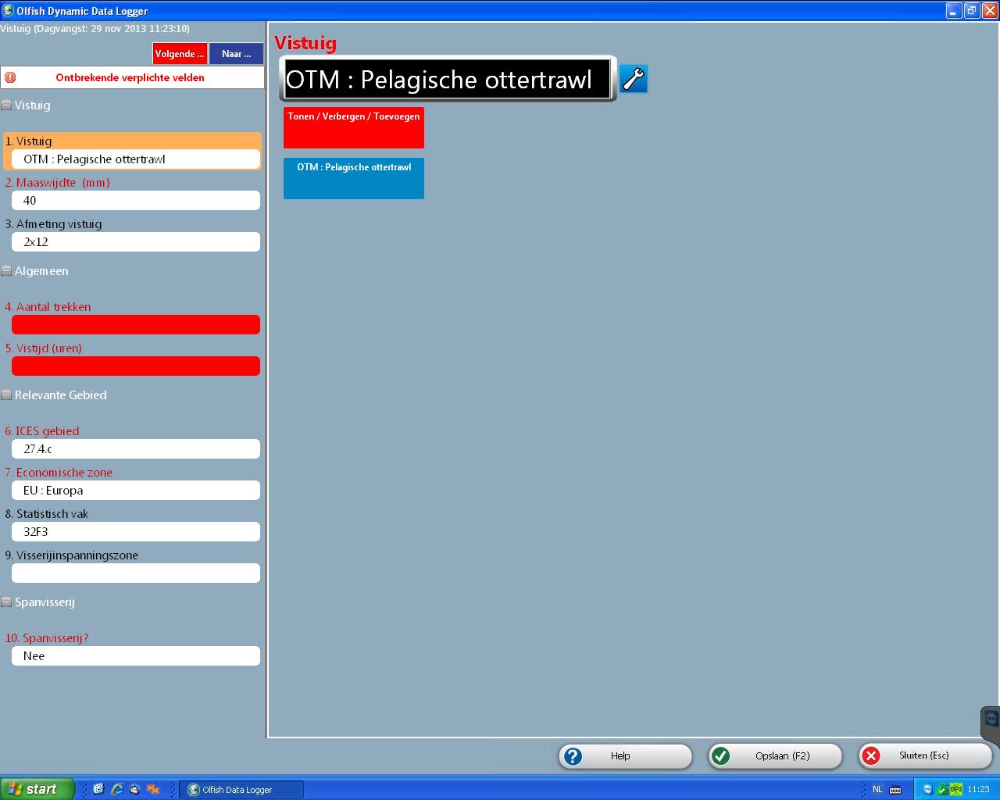 Olfish Dynamic Data Logger
Vistuig (Dagvangst: 29 nov 2013 11:23:10)
Volgende ...
Naar ...
Ontbrekende verplichte velden
Vistuig
1. Vistuig
OTM : Pelagische ottertrawl
2. Maaswijdte (mm)
40
3. Afmeting vistuig
2x12
Algemeen
4. Aantal trekken
5. Vistijd (uren)
Relevante Gebied
6. ICES gebied
27.4.c
7. Economische zone
EU : Europa
8. Statistisch vak
32F3
9. Visserijinspanningszone
Spanvisserij
10. Spanvisserij?
Nee
Vistuig
OTM : Pelagische ottertrawl
Tonen / Verbergen / Toevoegen
OTM : Pelagische ottertrawl
Help
Opslaan (F2)
Sluiten (Esc)
start
Olfish Data Logger
NL
GPS
11:23